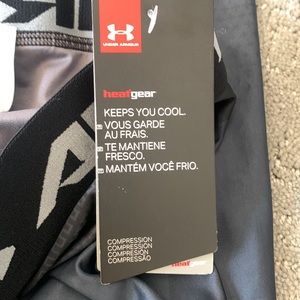 UNDER ARMOUR
heatgear
KEEPS YOU COOL.
VOUS GARDE
AU FRAIS.
TE MANTIENE
FRESCO.
MANTÉM VOCÊ FRIO.
COMPRESSION
COMPRESSION
COMPRESIÓN
COMPRESSÃO
heatgear